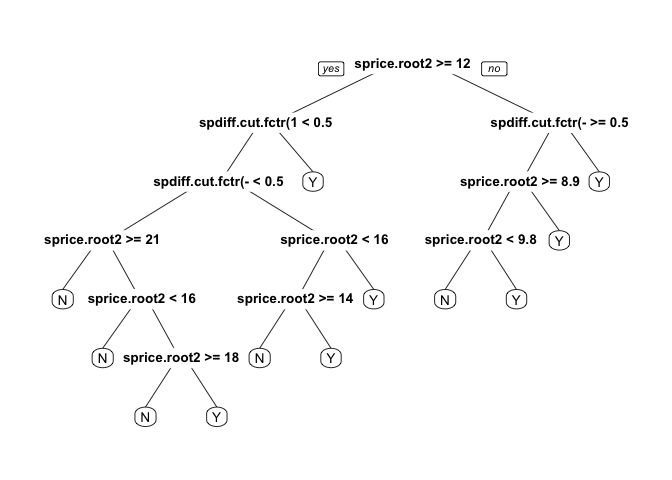 yes sprice.root2 >= 12 no
spdiff.cut.fctr(1 < 0.5 spdiff.cut.fctr(- >= 0.5
spdiff.cut.fctr(- < 0.5 Y sprice.root2 >= 8.9 Y
sprice.root2 >= 21 sprice.root2 < 16 sprice.root2 < 9.8 Y
N sprice.root2 < 16 sprice.root2 >= 14 Y N Y
N sprice.root2 >= 18 N Y
N Y